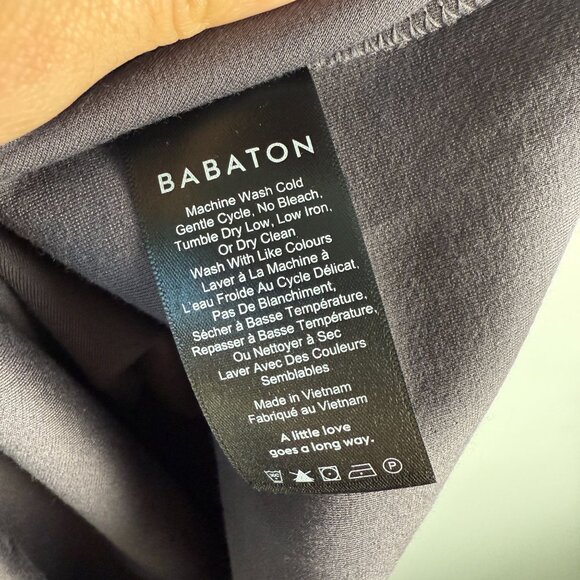 BABATON
Machine Wash Cold
Gentle Cycle, No Bleach,
Tumble Dry Low, Low Iron,
Or Dry Clean
Wash With Like Colours
Laver à La Machine à
L'eau Froide Au Cycle Délicat,
Pas De Blanchiment,
Sécher à Basse Température,
Repasser à Basse Température,
Ou Nettoyer à Sec
Laver Avec Des Couleurs
Semblables
Made in Vietnam
Fabriqué au Vietnam
A little love
goes a long way.
P